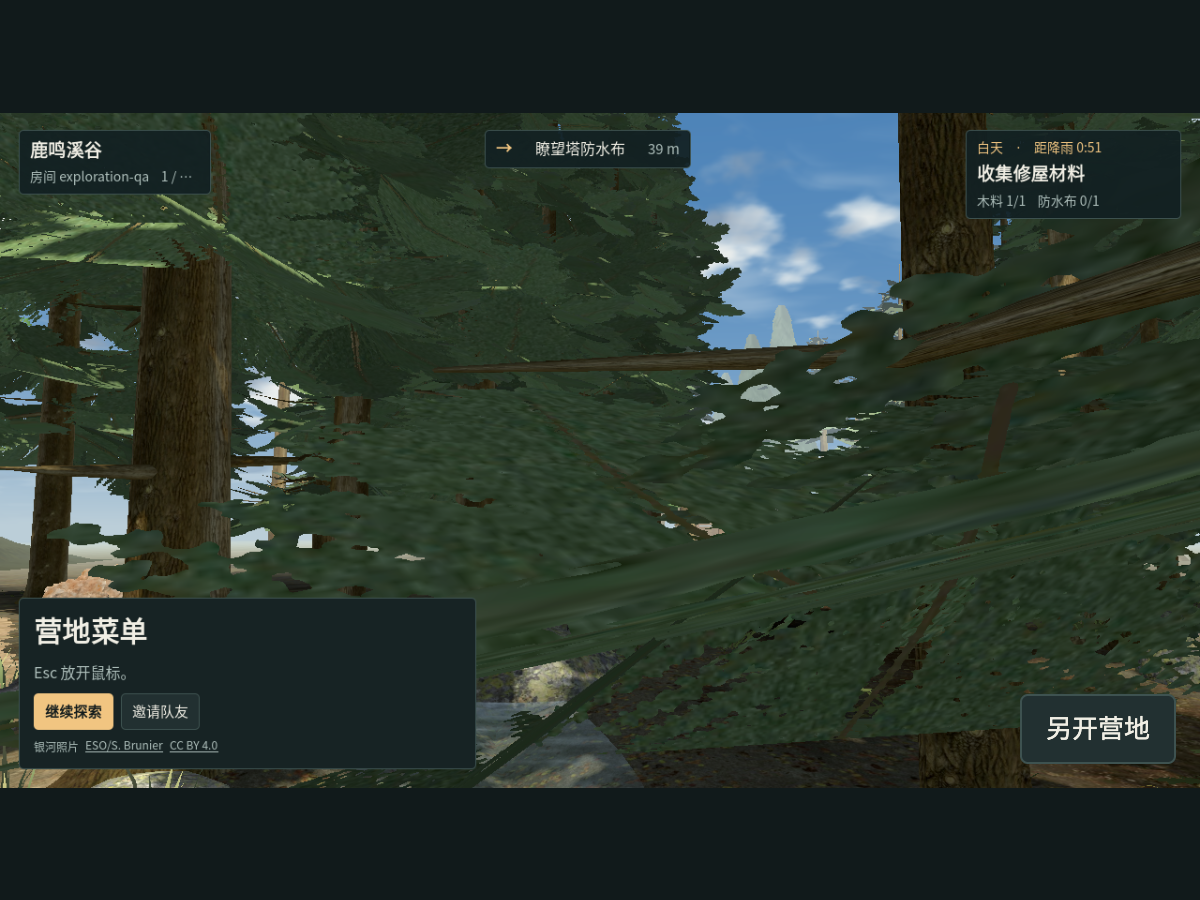 鹿鸣溪谷
房间 exploration-qa 1 / ···
→ 瞭望塔防水布 39 m
白天 · 距降雨 0:51
收集修屋材料
木料 1/1 防水布 0/1
营地菜单
Esc 放开鼠标。
继续探索 邀请队友
银河照片 ESO/S. Brunier CC BY 4.0
另开营地